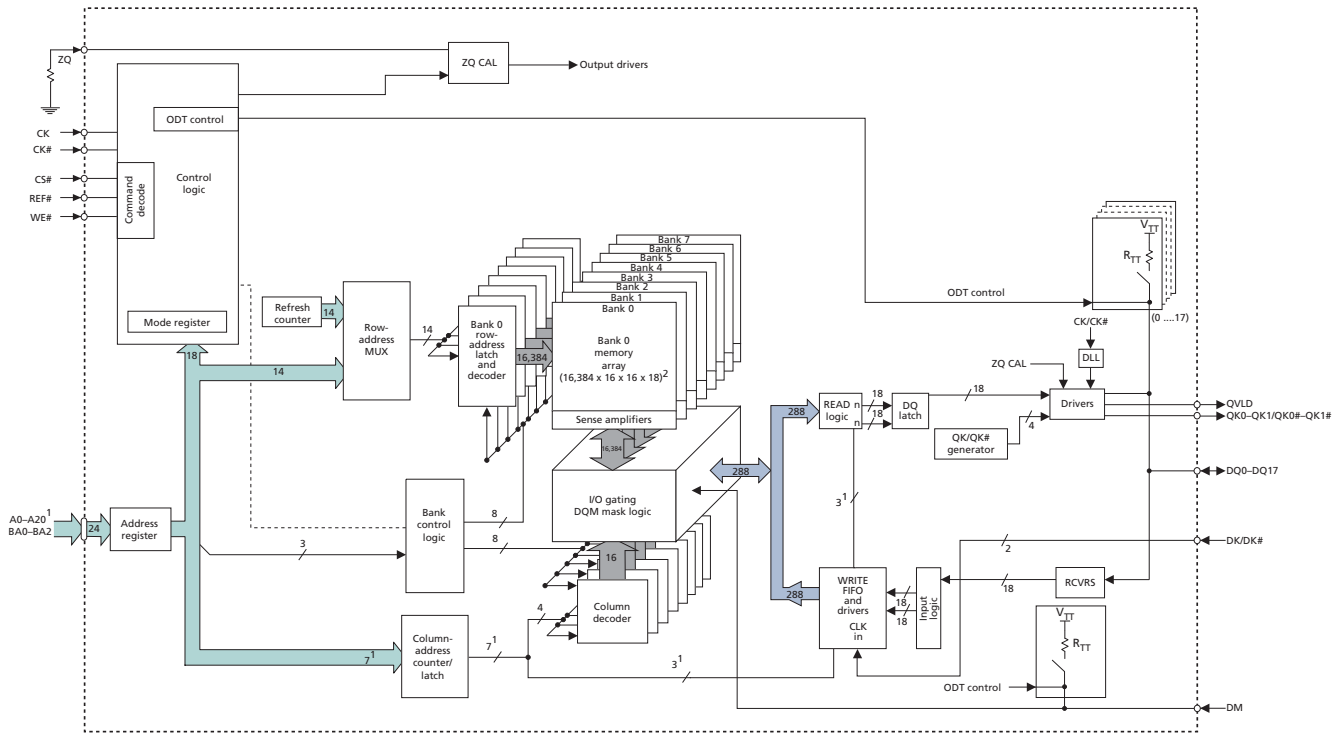 ZQ
ZQ CAL
Output drivers
ODT control
CK
CK#
Control
logic
CS#
REF#
WE#
Command
decode
Bank 7
Bank 6
Bank 5
Bank 4
Bank 3
Bank 2
Bank 1
Bank 0
VTT
RTT
ODT control
(0 ....17)
Refresh
counter
14
Mode register
Row-
address
MUX
14
Bank 0
row-
address
latch
and
decoder
16,384
Bank 0
memory
array
(16,384 x 16 x 16 x 18)2
Sense amplifiers
16,384
18
14
CK/CK#
DLL
ZQ CAL
Drivers
READ n
logic
n
18
18
DQ
latch
18
4
QK/QK#
generator
QVLD
QK0–QK1/QK0#–QK1#
288
288
DQ0–DQ17
I/O gating
DQM mask logic
31
A0–A201
BA0–BA2
24
Address
register
3
Bank
control
logic
8
8
16
2
DK/DK#
288
WRITE
FIFO
and
drivers
CLK
in
18
18
Input
logic
18
RCVRS
Column
decoder
4
71
Column-
address
counter/
latch
71
31
VTT
RTT
ODT control
DM